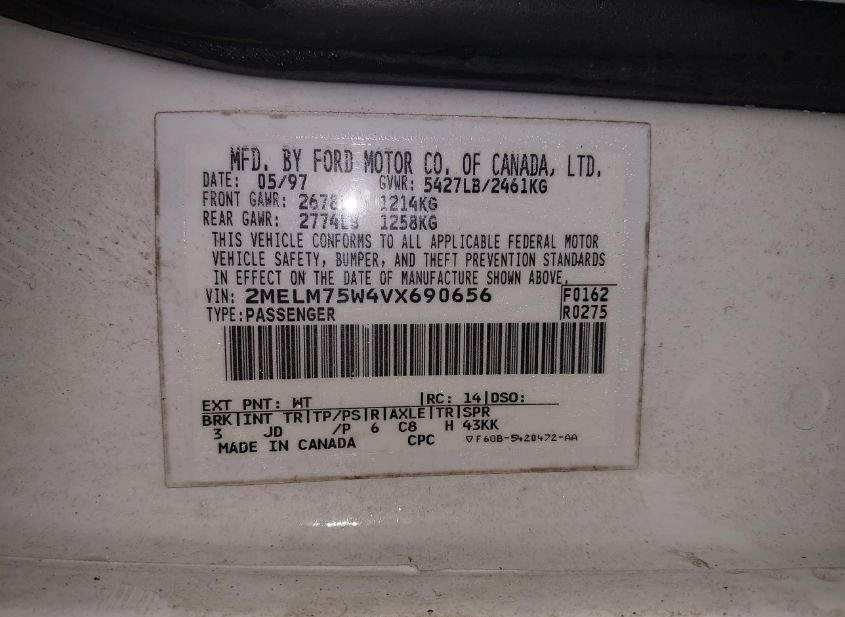 MFD. BY FORD MOTOR CO. OF CANADA, LTD.
DATE: 05/97 GVWR: 5427LB/2461KG
FRONT GAWR: 1214KG
REAR GAWR: 2774LB 1258KG
THIS VEHICLE CONFORMS TO ALL APPLICABLE FEDERAL MOTOR
VEHICLE SAFETY, BUMPER, AND THEFT PREVENTION STANDARDS
IN EFFECT ON THE DATE OF MANUFACTURE SHOWN ABOVE.
VIN: 2MELM75W4VX690656 F0162
TYPE:PASSENGER R0275
EXT PNT: WT |RC: 14|DSO:
BRK|INT TR|TP/PS|R|AXLE|TR|SPR
3 JD /P 6 C8 H 43KK
MADE IN CANADA CPC ▽F60B-5420472-AA